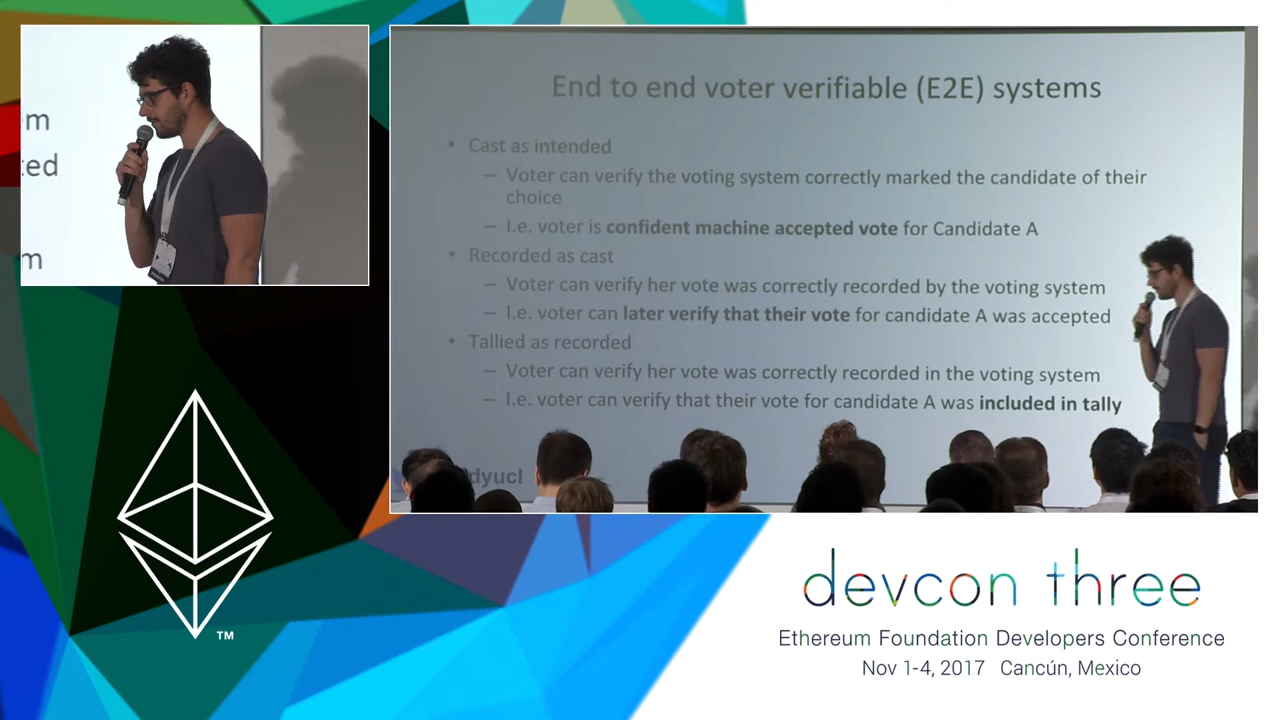 om
ted
m
End to end voter verifiable (E2E) systems
• Cast as intended
– Voter can verify the voting system correctly marked the candidate of their
choice
– I.e. voter is confident machine accepted vote for Candidate A
• Recorded as cast
– Voter can verify her vote was correctly recorded by the voting system
– I.e. voter can later verify that their vote for candidate A was accepted
• Tallied as recorded
– Voter can verify her vote was correctly recorded in the voting system
– I.e. voter can verify that their vote for candidate A was included in tally
dyucl
TM
devcon three
Ethereum Foundation Developers Conference
Nov 1-4, 2017 Cancún, Mexico